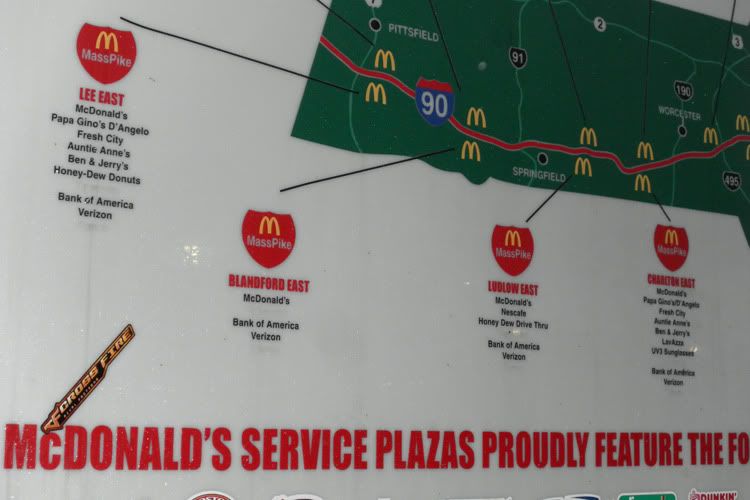 PITTSFIELD
7
2
3
91
190
90
WORCESTER
SPRINGFIELD
495
MassPike
LEE EAST
McDonald's
Papa Gino's D'Angelo
Fresh City
Auntie Anne's
Ben & Jerry's
Honey-Dew Donuts
Bank of America
Verizon
MassPike
BLANDFORD EAST
McDonald's
Bank of America
Verizon
MassPike
LUDLOW EAST
McDonald's
Nescafe
Honey Dew Drive Thru
Bank of America
Verizon
MassPike
CHARLTON EAST
McDonald's
Papa Gino's/D'Angelo
Fresh City
Auntie Anne's
Ben & Jerry's
LavAzza
UV3 Sunglasses
Bank of America
Verizon
CROSSFIRE
McDONALD'S SERVICE PLAZAS PROUDLY FEATURE THE FO
DUNKIN'